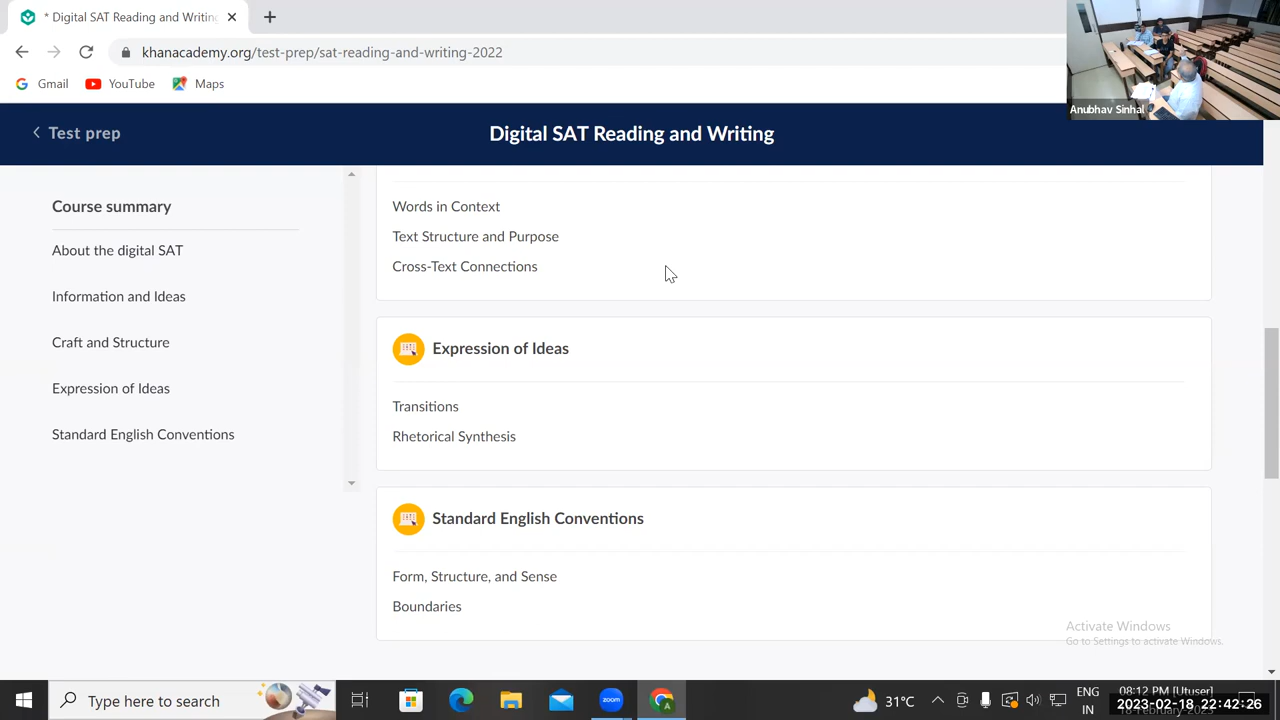 * Digital SAT Reading and Writing
khanacademy.org/test-prep/sat-reading-and-writing-2022
Gmail
YouTube
Maps
Anubhav Sinhal
Test prep
Digital SAT Reading and Writing
Course summary
About the digital SAT
Information and Ideas
Craft and Structure
Expression of Ideas
Standard English Conventions
Words in Context
Text Structure and Purpose
Cross-Text Connections
Expression of Ideas
Transitions
Rhetorical Synthesis
Standard English Conventions
Form, Structure, and Sense
Boundaries
Activate Windows
Go to Settings to activate Windows.
Type here to search
zoom
A
31°C
ENG
IN
08:12 PM [Utuser]
2023-02-18 22:42:26